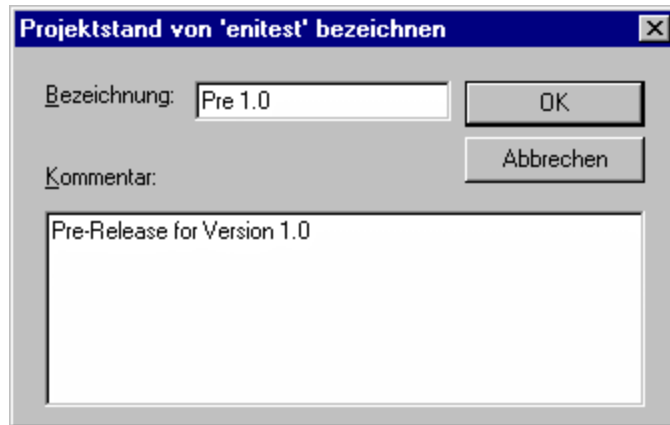 Projektstand von 'enitest' bezeichnen
Bezeichnung: Pre 1.0
OK
Abbrechen
Kommentar:
Pre-Release for Version 1.0